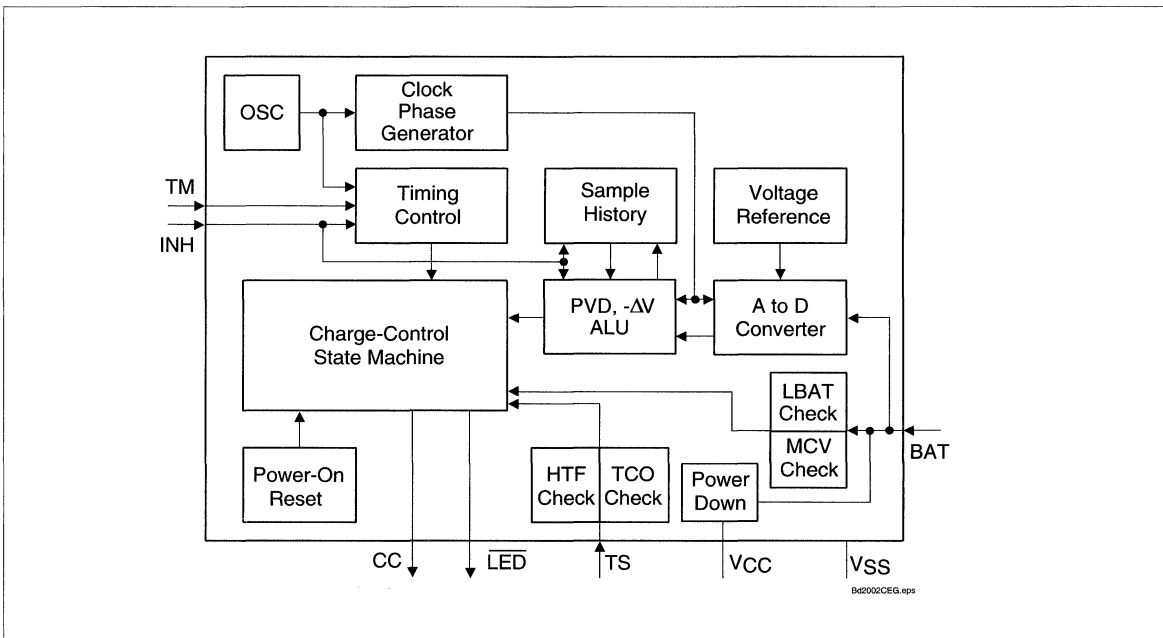 OSC
Clock
Phase
Generator
TM
INH
Timing
Control
Sample
History
Voltage
Reference
Charge-Control
State Machine
PVD, -ΔV
ALU
A to D
Converter
LBAT
Check
MCV
Check
BAT
Power-On
Reset
HTF
Check
TCO
Check
Power
Down
CC
LED
TS
VCC
VSS
Bd2002CEG.eps